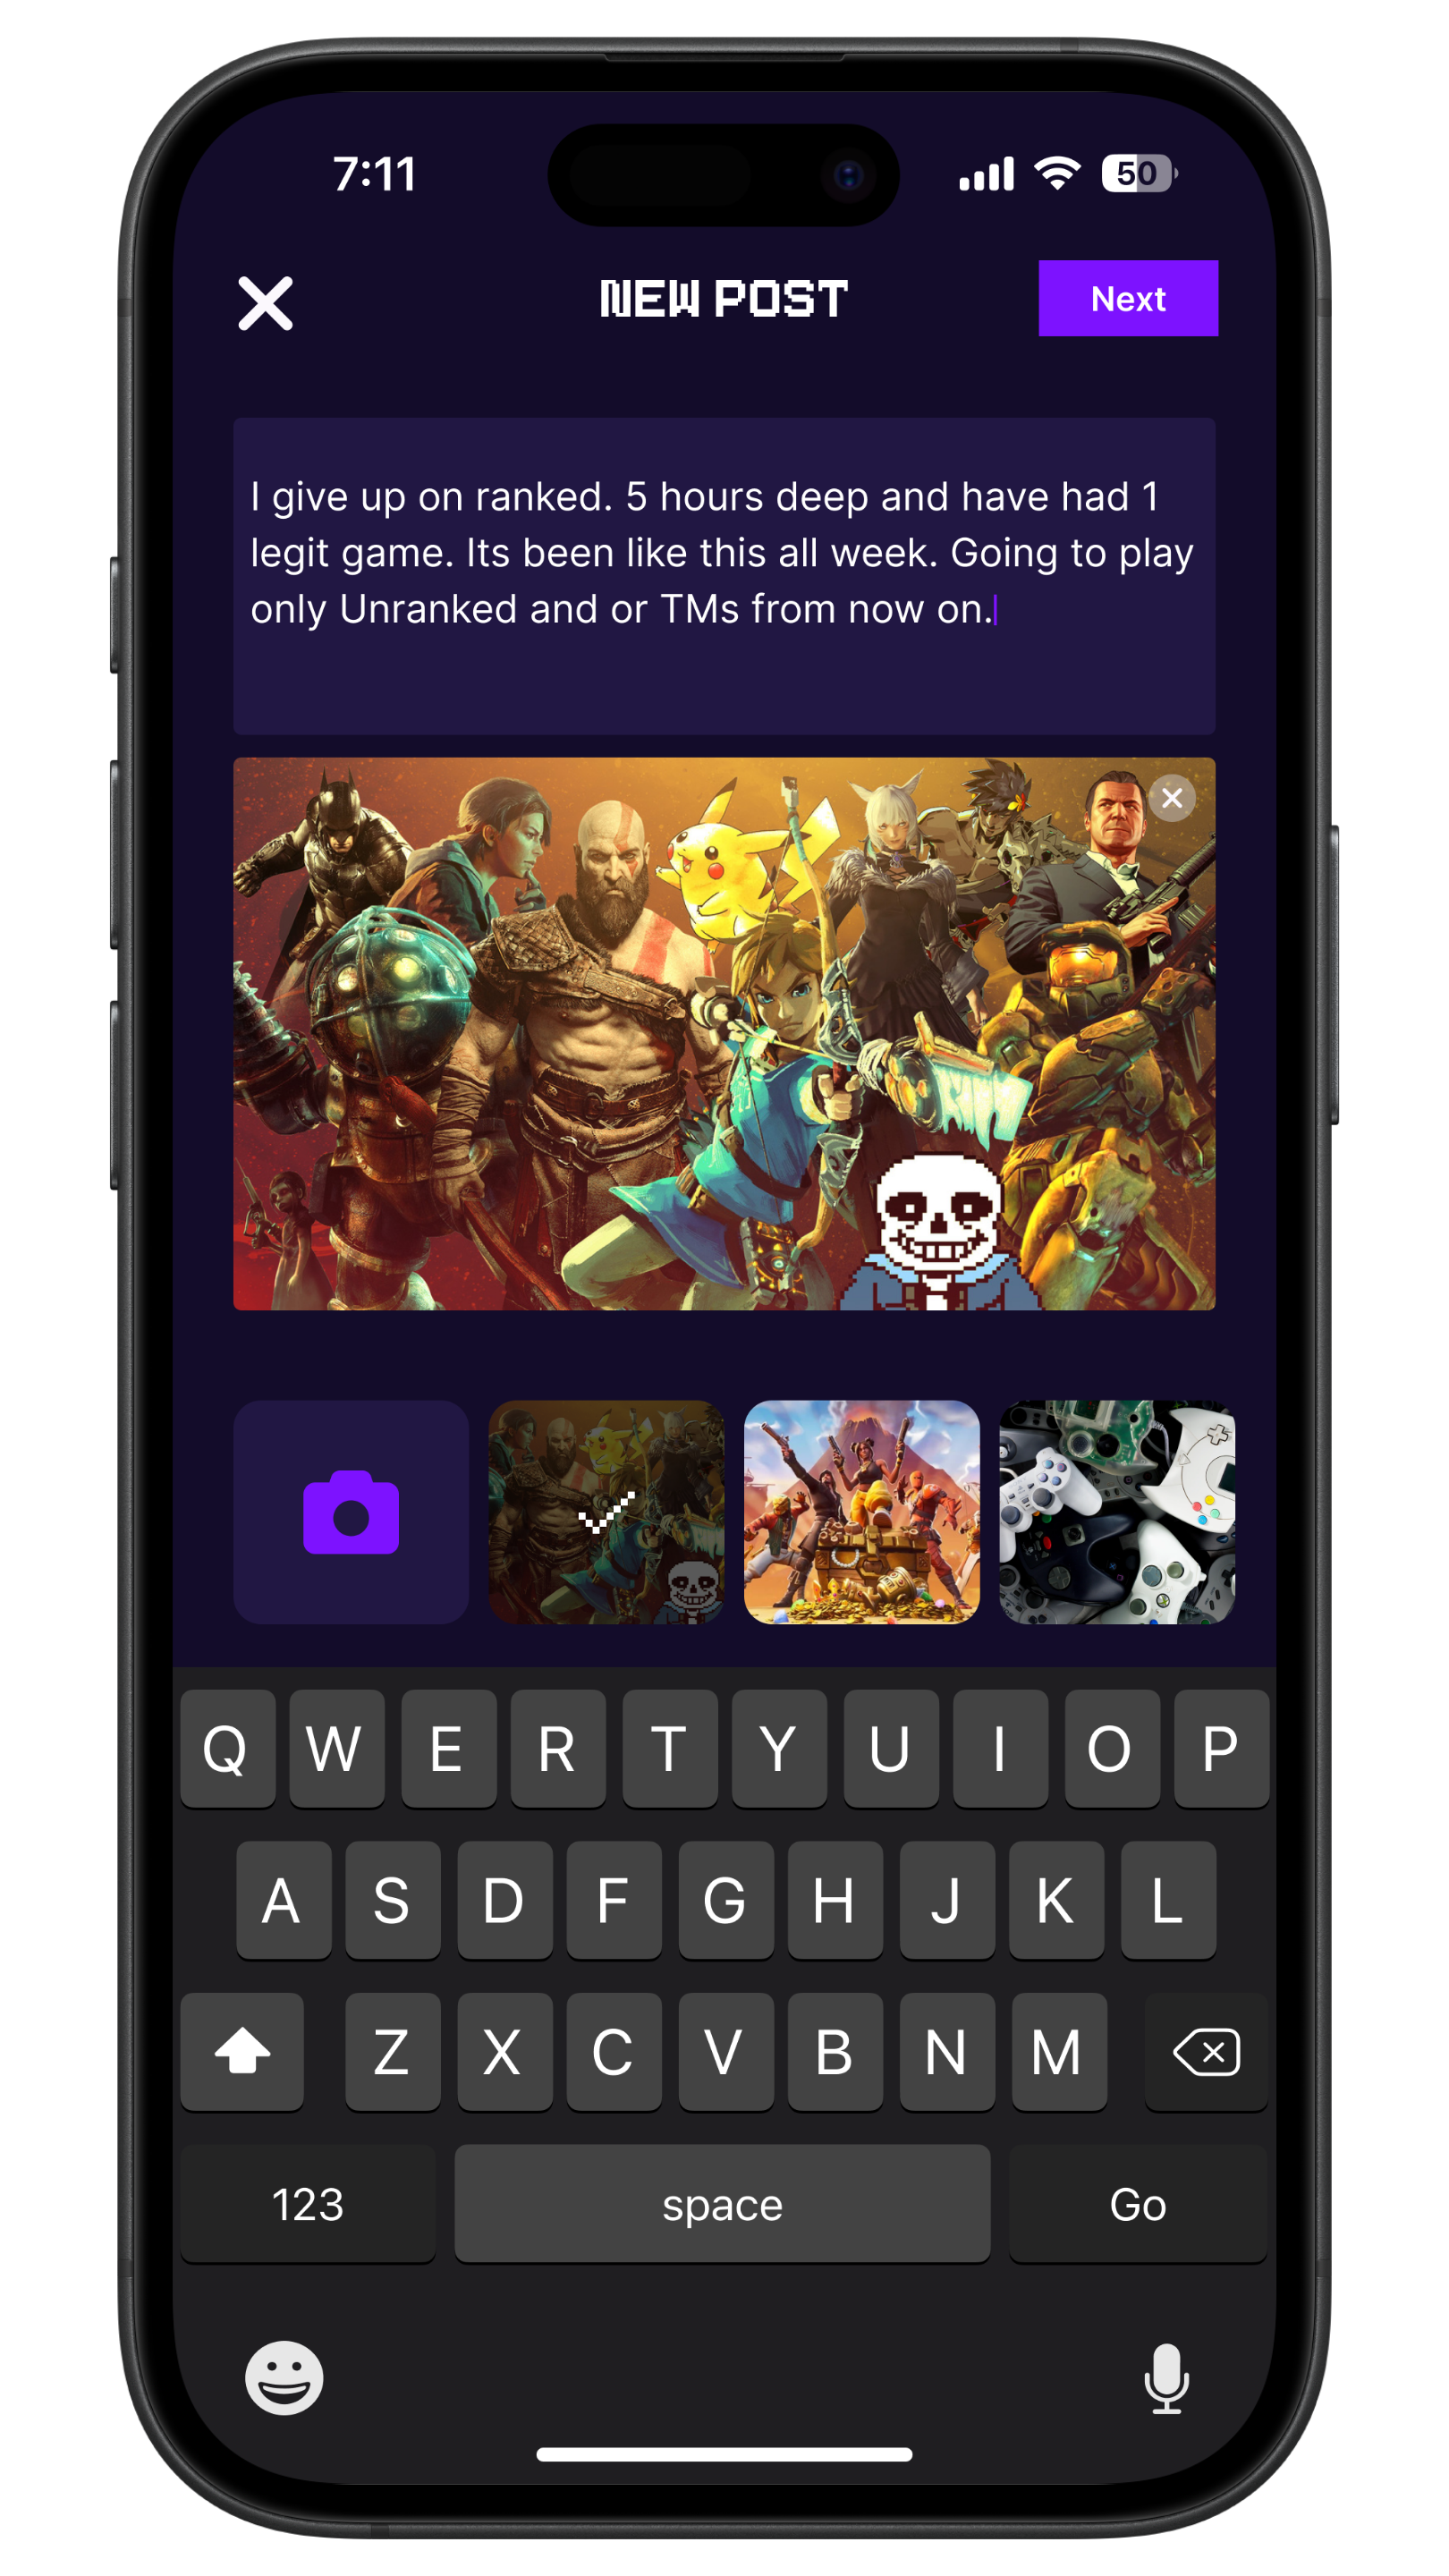 7:11
50
NEW POST
Next
I give up on ranked. 5 hours deep and have had 1
legit game. Its been like this all week. Going to play
only Unranked and or TMs from now on.
Q W E R T Y U I O P
A S D F G H J K L
Z X C V B N M
123 space Go